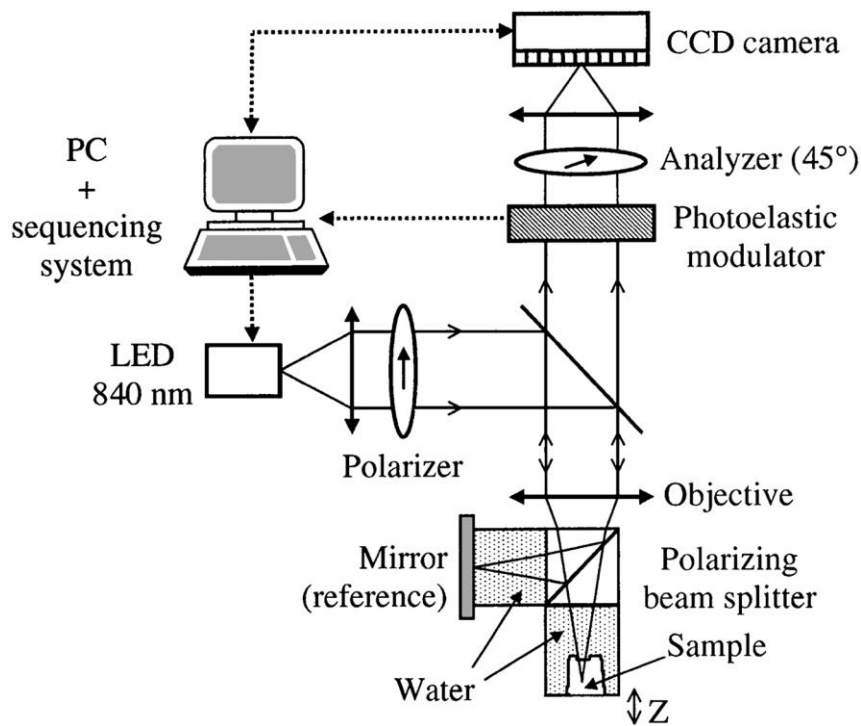 CCD camera
PC
+
sequencing
system
Analyzer (45°)
Photoelastic
modulator
LED
840 nm
Polarizer
Objective
Mirror
(reference)
Polarizing
beam splitter
Sample
Water
Z